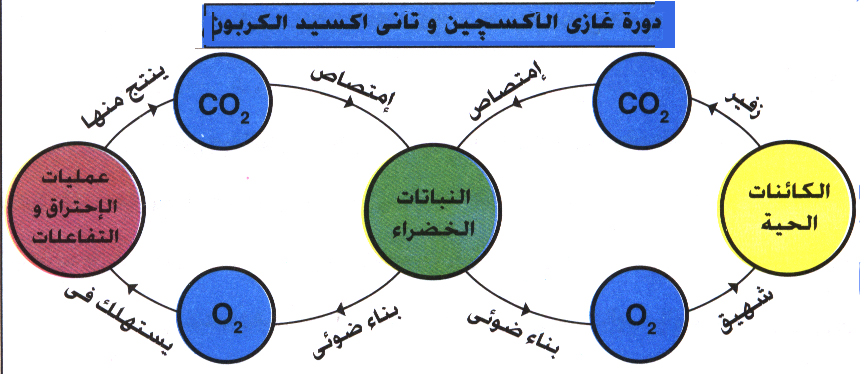 دورة غازى الأكسچين و ثانى اكسيد الكربون
زفير
CO2
إمتصاص
إمتصاص
CO2
ينتج منها
الكائنات
الحية
النباتات
الخضراء
عمليات
الإحتراق و
التفاعلات
شهيق
O2
بناء ضوئى
بناء ضوئى
O2
يستهلك فى